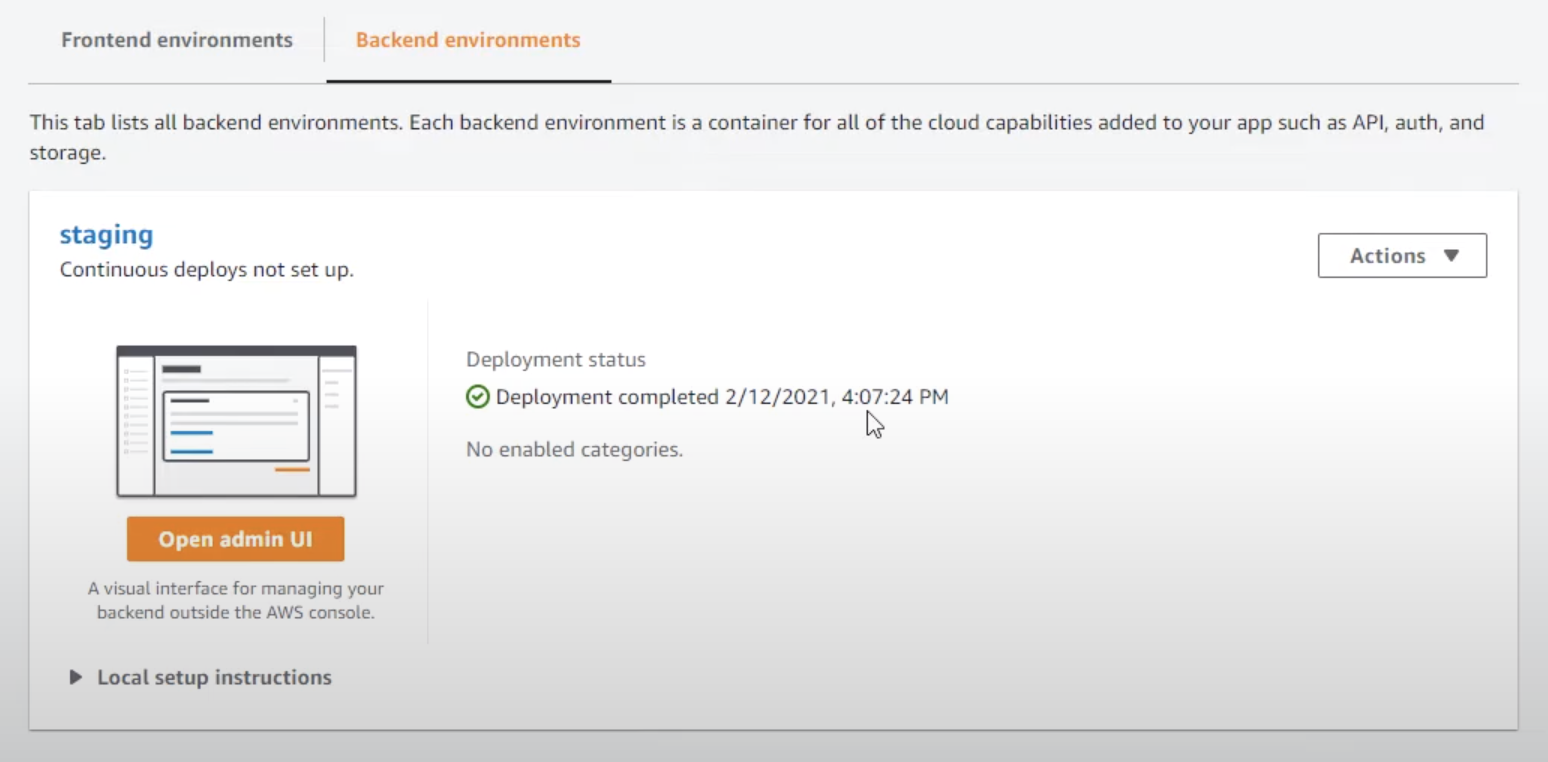 Frontend environments
Backend environments
This tab lists all backend environments. Each backend environment is a container for all of the cloud capabilities added to your app such as API, auth, and
storage.
staging
Continuous deploys not set up.
Actions
Deployment status
Deployment completed 2/12/2021, 4:07:24 PM
No enabled categories.
Open admin UI
A visual interface for managing your
backend outside the AWS console.
Local setup instructions